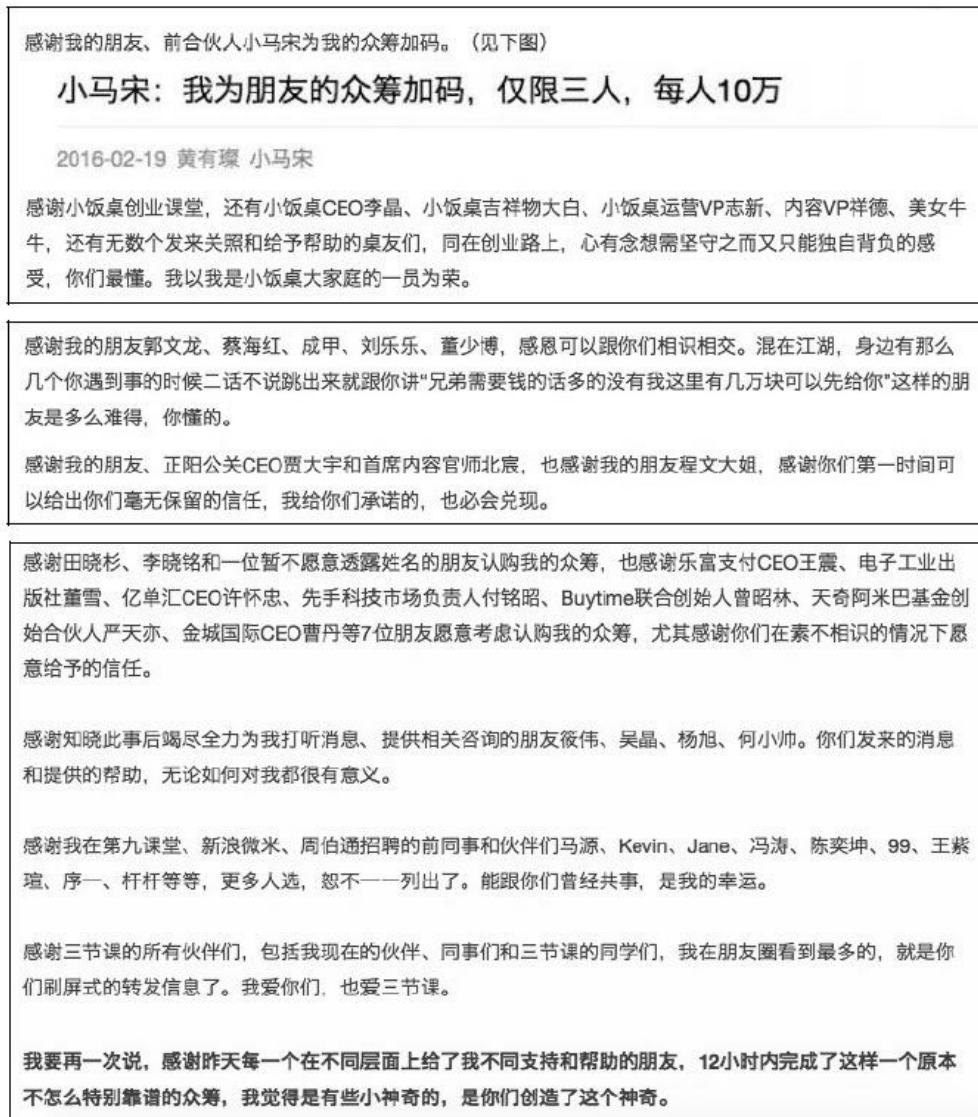 感谢我的朋友、前合伙人小马宋为我的众筹加码。（见下图）
小马宋：我为朋友的众筹加码，仅限三人，每人10万
2016-02-19 黄有璨 小马宋
感谢小饭桌创业课堂，还有小饭桌CEO李晶、小饭桌吉祥物大白、小饭桌运营VP志新、内容VP祥德、美女牛
牛，还有无数个发来关照和给予帮助的桌友们，同在创业路上，心有念想需坚守之而又只能独自背负的感
受，你们最懂。我以我是小饭桌大家庭的一员为荣。
感谢我的朋友郭文龙、蔡海红、成甲、刘乐乐、董少博，感恩可以跟你们相识相交。混在江湖，身边有那么
几个你遇到事的时候二话不说跳出来就跟你讲“兄弟需要钱的话多的没有我这里有几万块可以先给你”这样的朋
友是多么难得，你懂的。
感谢我的朋友、正阳公关CEO贾大宇和首席内容官师北宸，也感谢我的朋友程文大姐，感谢你们第一时间可
以给出你们毫无保留的信任，我给你们承诺的，也必会兑现。
感谢田晓杉、李晓铭和一位暂不愿意透露姓名的朋友认购我的众筹，也感谢乐富支付CEO王震、电子工业出
版社董雪、亿单汇CEO许怀忠、先手科技市场负责人付铭昭、Buytime联合创始人曾昭林、天奇阿米巴基金创
始合伙人严天亦、金城国际CEO曹丹等7位朋友愿意考虑认购我的众筹，尤其感谢你们在素不相识的情况下愿
意给予的信任。
感谢知晓此事后竭尽全力为我打听消息、提供相关咨询的朋友筱伟、吴晶、杨旭、何小帅。你们发来的消息
和提供的帮助，无论如何对我都很有意义。
感谢我在第九课堂、新浪微米、周伯通招聘的前同事和伙伴们马源、Kevin、Jane、冯涛、陈奕坤、99、王紫
瑄、序一、杆杆等等，更多人选，恕不一一列出了。能跟你们曾经共事，是我的幸运。
感谢三节课的所有伙伴们，包括我现在的伙伴、同事们和三节课的同学们，我在朋友圈看到最多的，就是你
们刷屏式的转发信息了。我爱你们，也爱三节课。
我要再一次说，感谢昨天每一个在不同层面上给了我不同支持和帮助的朋友，12小时内完成了这样一个原本
不怎么特别靠谱的众筹，我觉得是有些小神奇的，是你们创造了这个神奇。